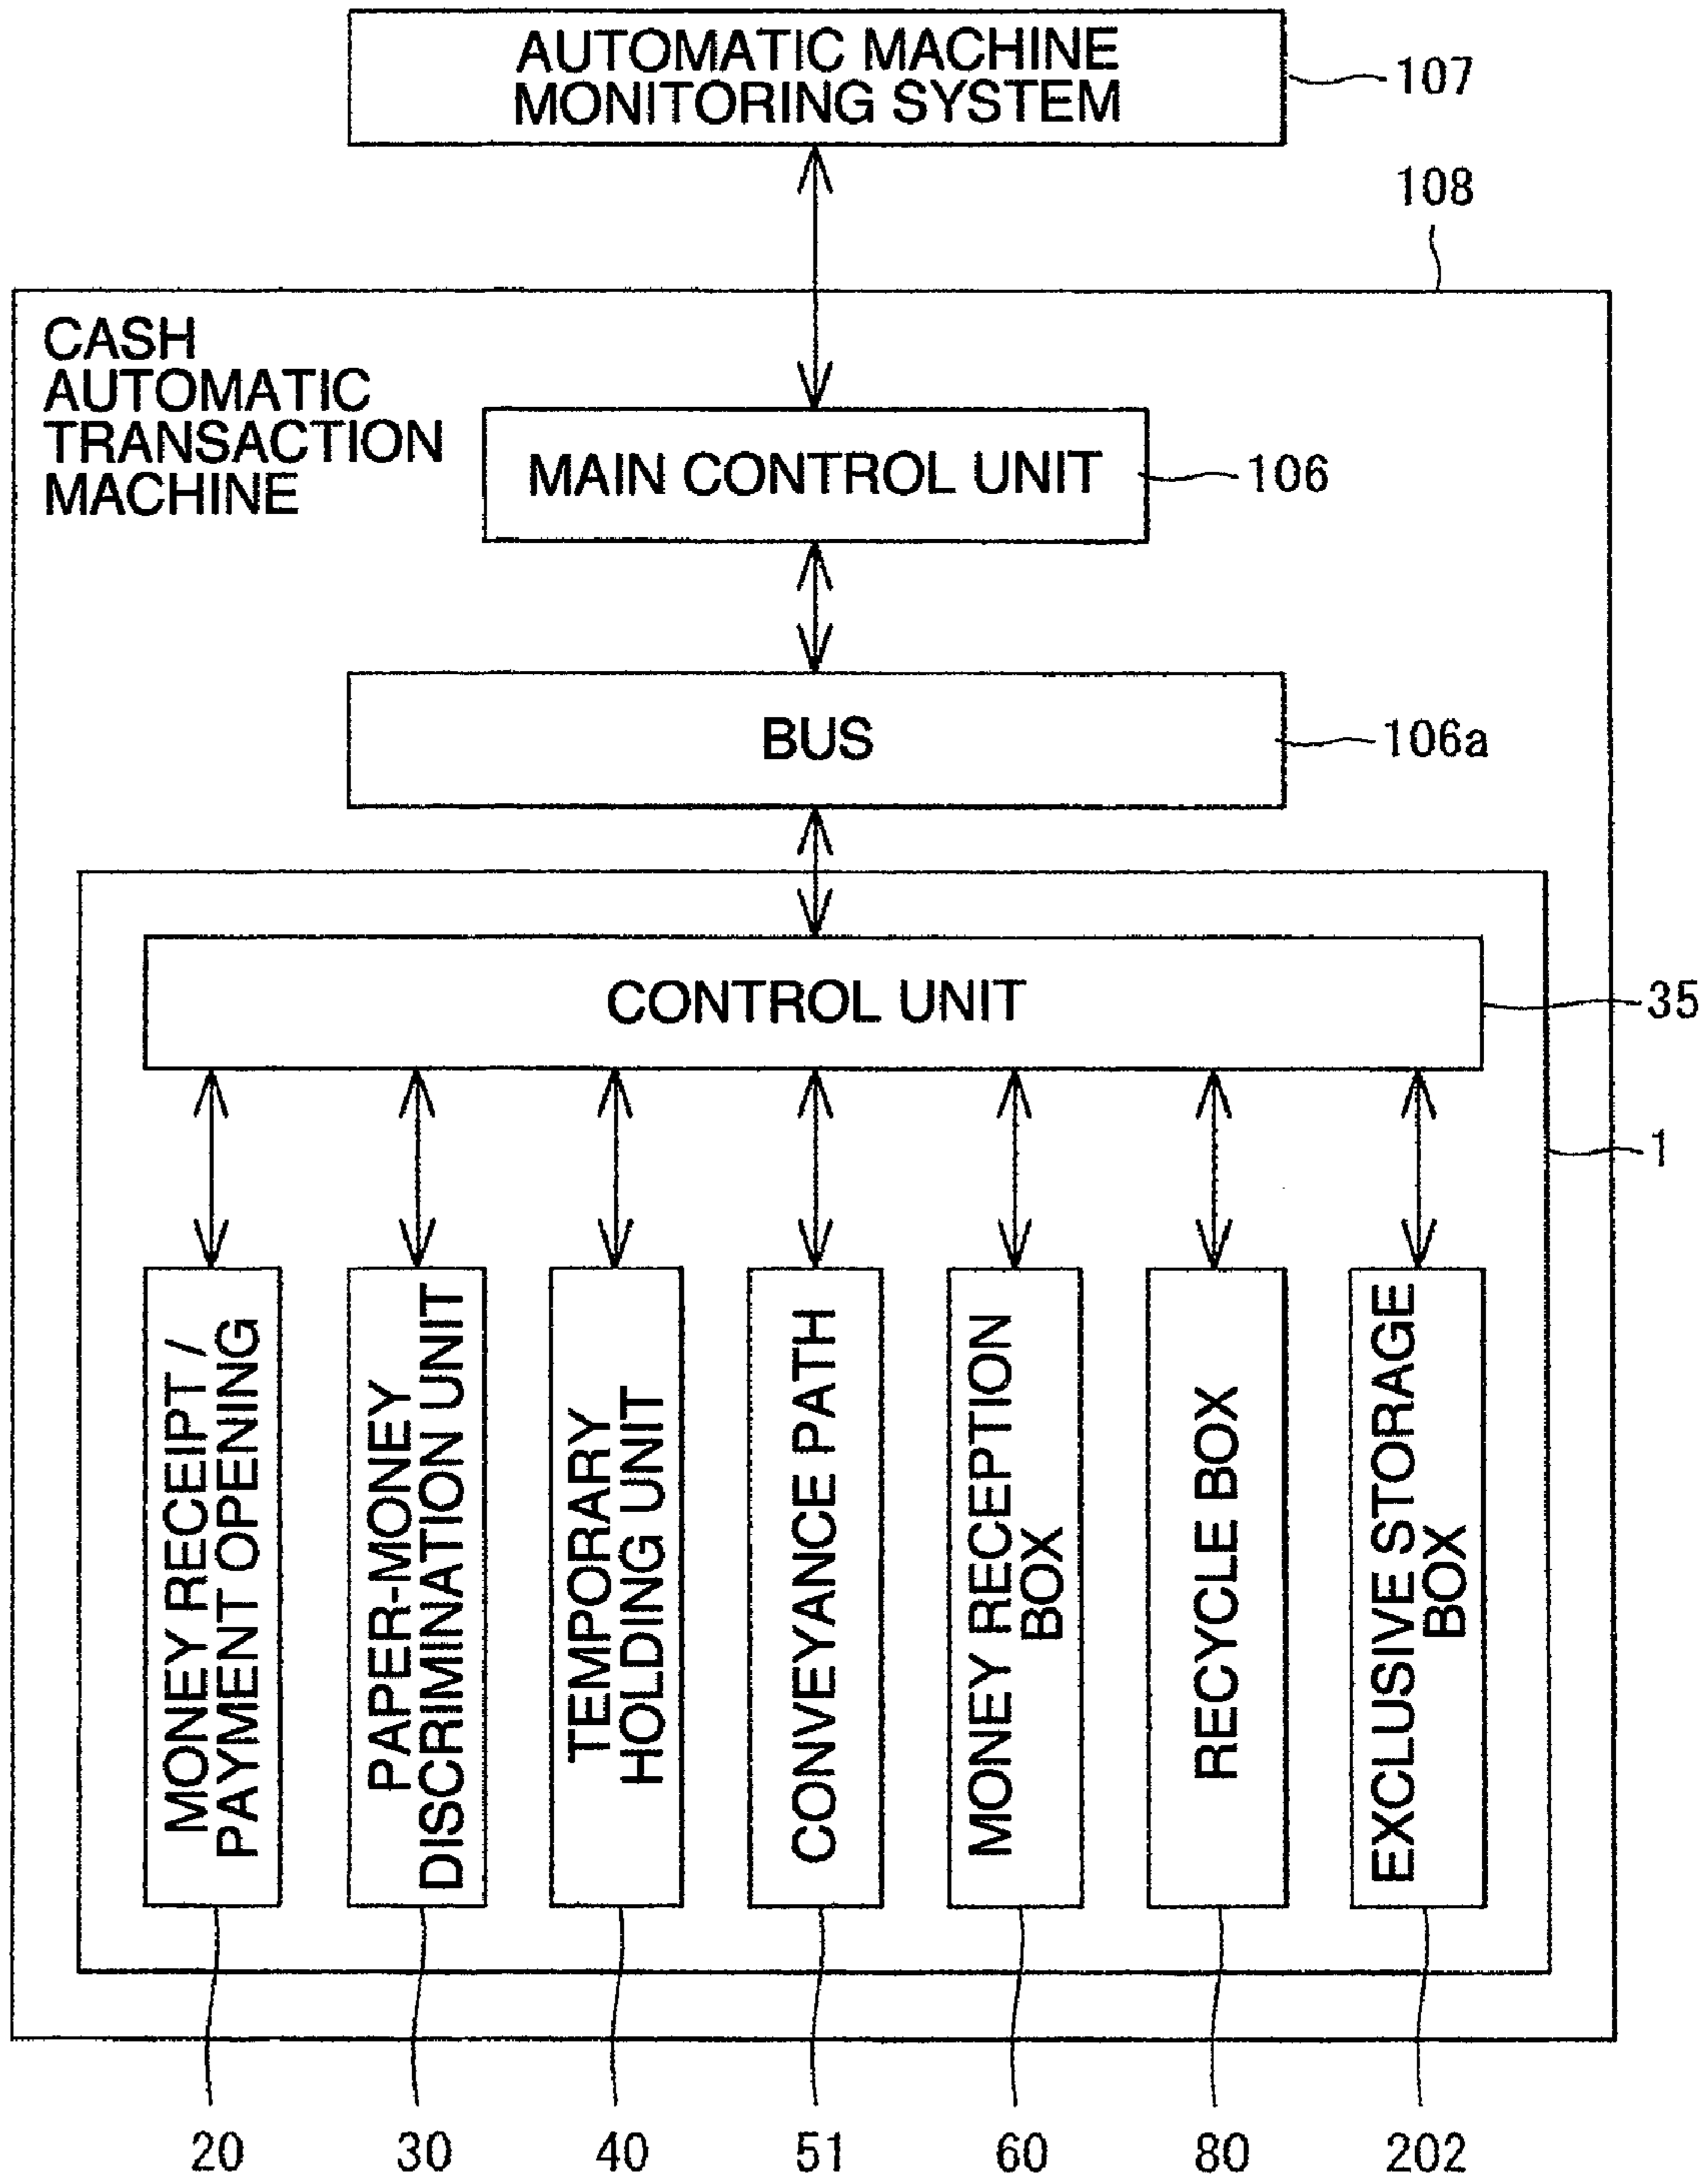 AUTOMATIC MACHINE
MONITORING SYSTEM
107
108
CASH
AUTOMATIC
TRANSACTION
MACHINE
MAIN CONTROL UNIT
106
BUS
106a
CONTROL UNIT
35
1
MONEY RECEIPT /
PAYMENT OPENING
PAPER-MONEY
DISCRIMINATION UNIT
TEMPORARY
HOLDING UNIT
CONVEYANCE PATH
MONEY RECEPTION
BOX
RECYCLE BOX
EXCLUSIVE STORAGE
BOX
20
30
40
51
60
80
202